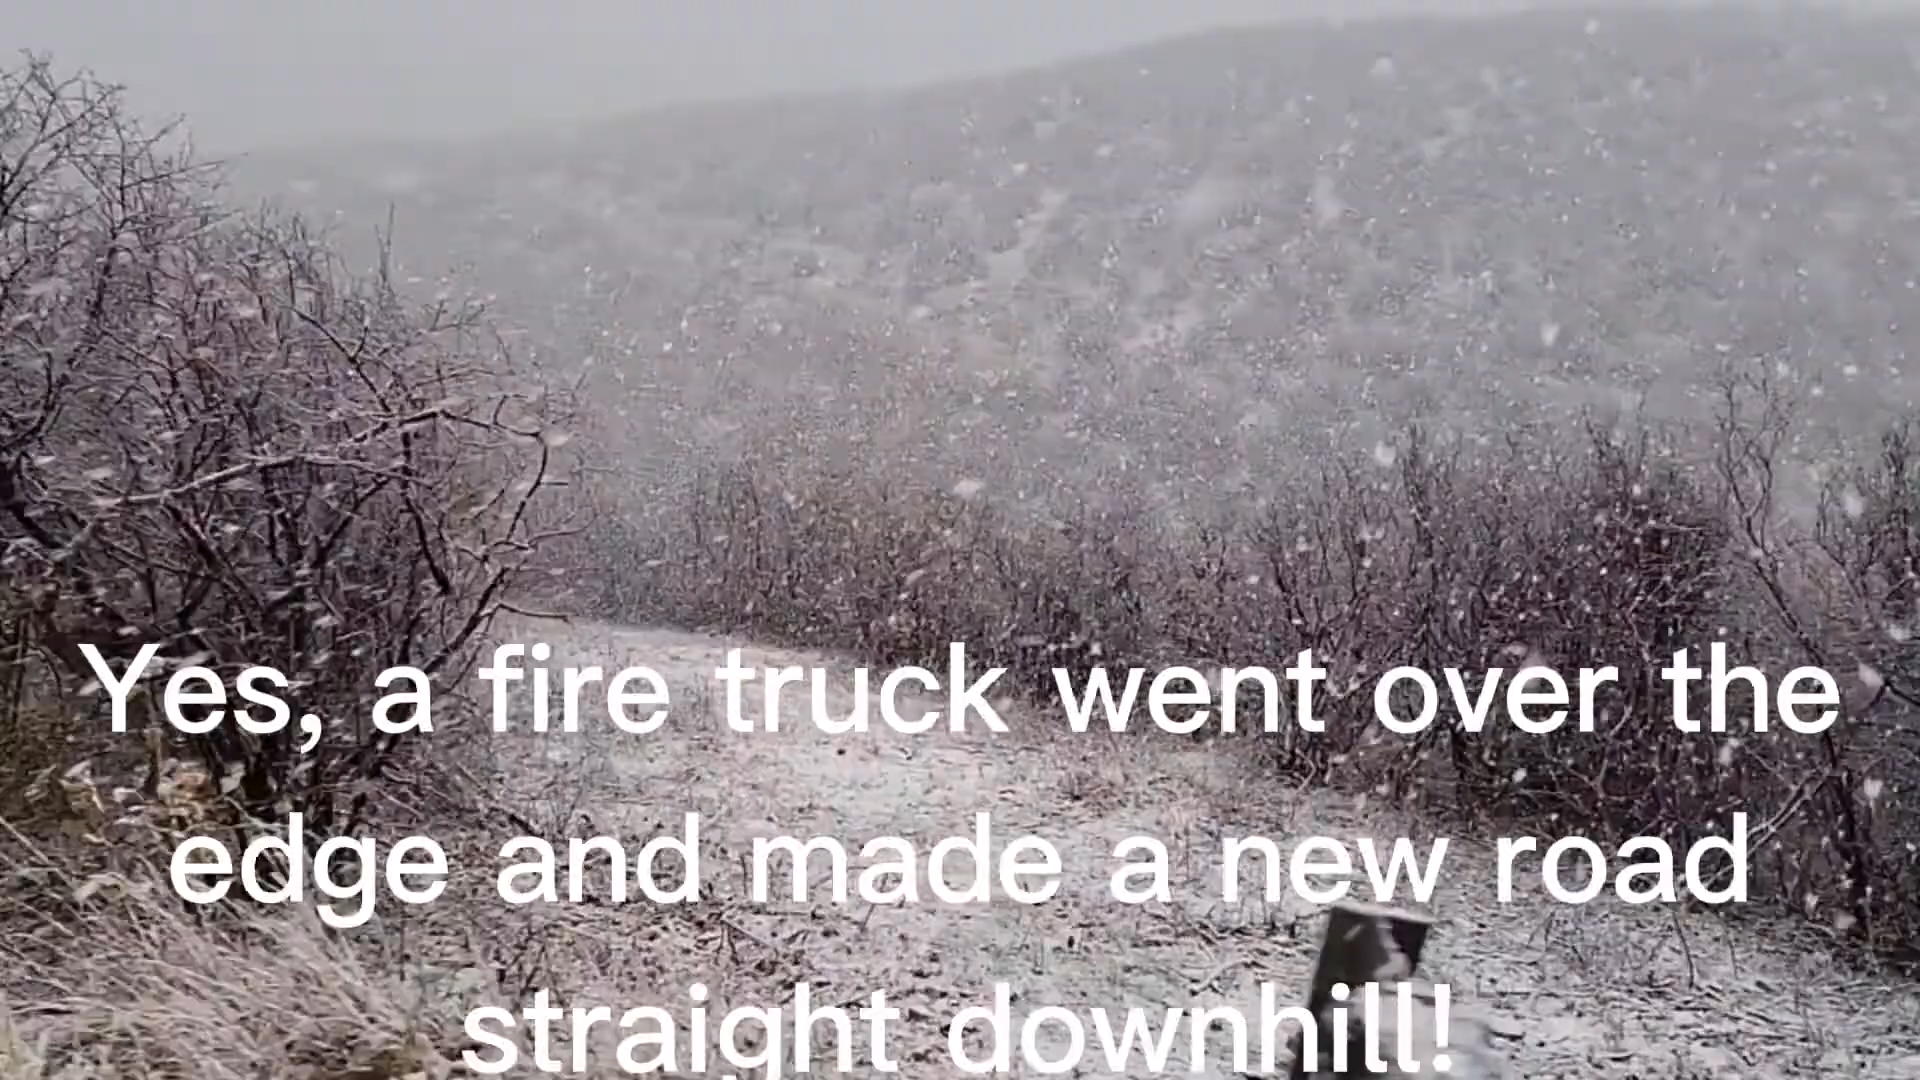 Yes, a fire truck went over the
edge and made a new road
straight downhill!